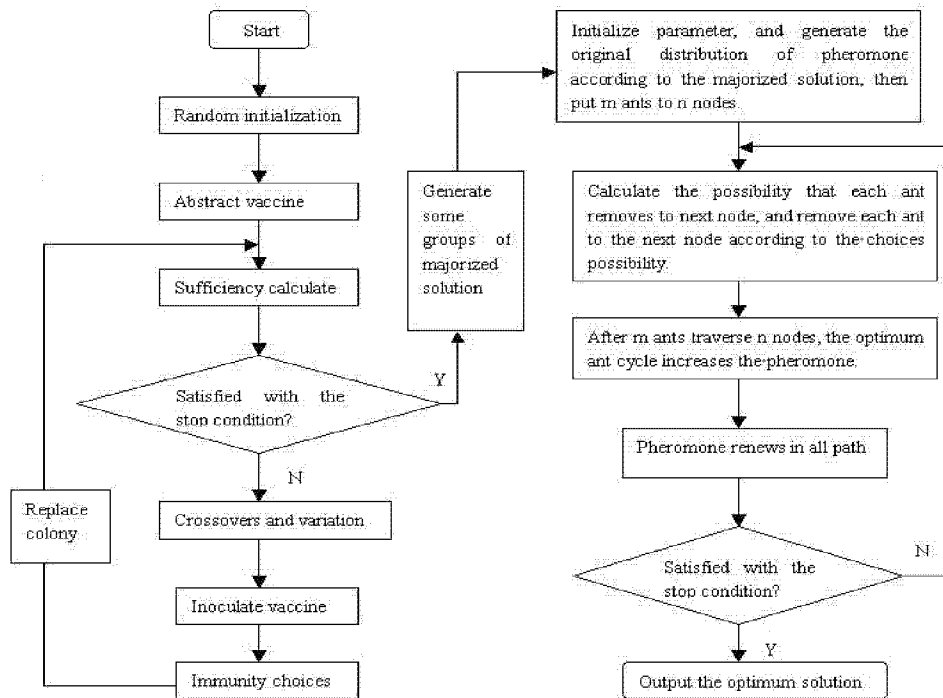 Start
Random initialization
Abstract vaccine
Sufficiency calculate
Satisfied with the
stop condition?
Y
N
Crossovers and variation
Inoculate vaccine
Immunity choices
Replace
colony
Generate
some
groups of
majorized
solution
Initialize parameter, and generate the
original distribution of pheromone
according to the majorized solution, then
put m ants to n nodes.
Calculate the possibility that each ant
removes to next node, and remove each ant
to the next node according to the choices
possibility.
After m ants traverse n nodes, the optimum
ant cycle increases the pheromone.
Pheromone renews in all path
Satisfied with the
stop condition?
N
Y
Output the optimum solution